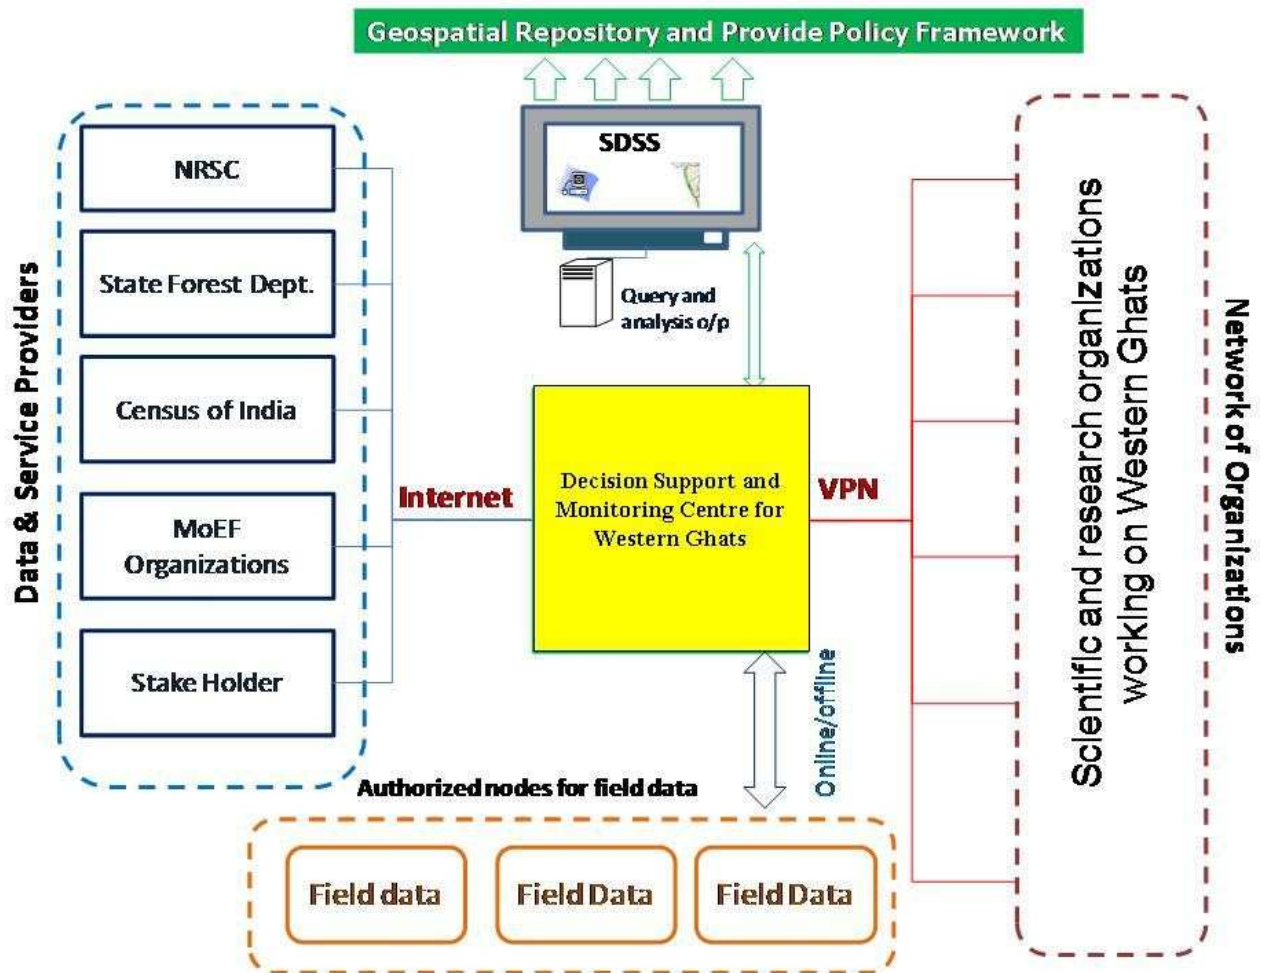 Geospatial Repository and Provide Policy Framework
SDSS
Query and
analysis o/p
Data & Service Providers
NRSC
State Forest Dept.
Census of India
MoEF
Organizations
Stake Holder
Internet
Decision Support and
Monitoring Centre for
Western Ghats
VPN
Scientific and research organizations
working on Western Ghats
Network of Organizations
Online/offline
Authorized nodes for field data
Field data
Field Data
Field Data